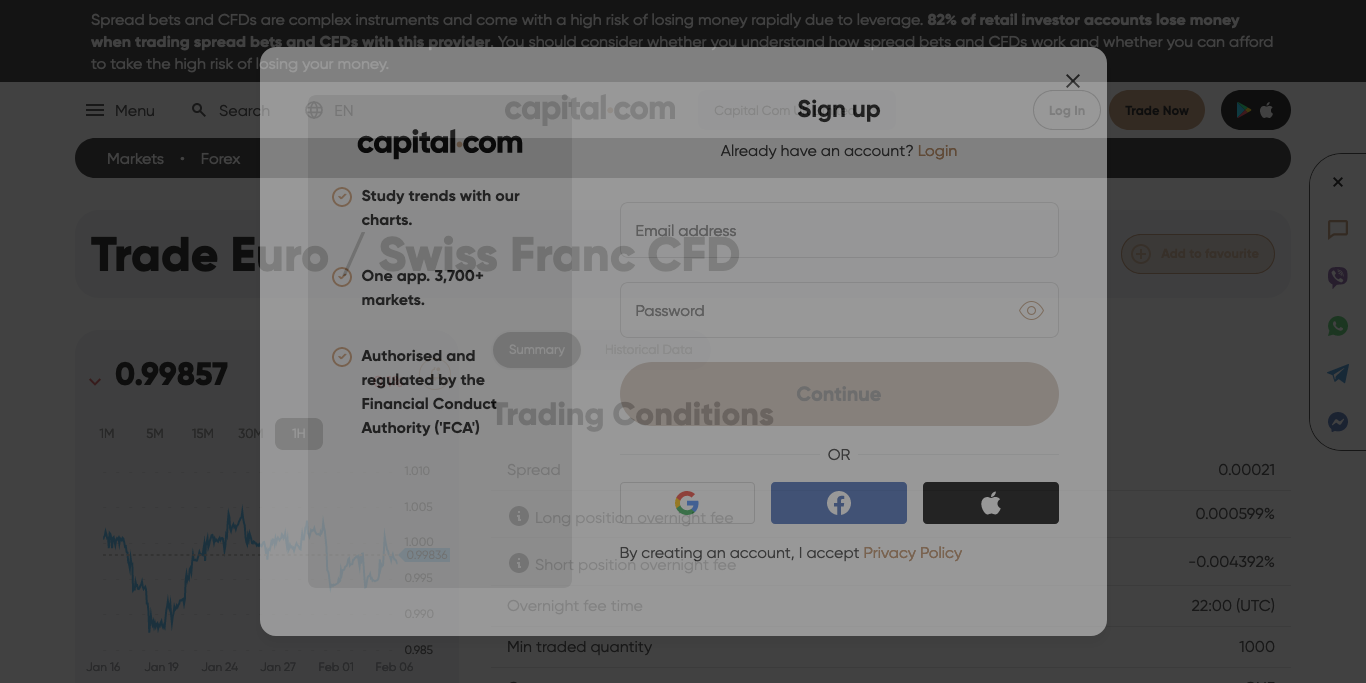 Spread bets and CFDs are complex instruments and come with a high risk of losing money rapidly due to leverage. 82% of retail investor accounts lose money
when trading spread bets and CFDs with this provider. You should consider whether you understand how spread bets and CFDs work and whether you can afford
to take the high risk of losing your money.
Menu
Search
EN
capital.com
Capital Com
Log In
Trade Now
Markets
Forex
Trade Euro / Swiss Franc CFD
Add to favourite
0.99857
1M 5M 15M 30M 1H
1.010
1.005
1.000
0.99836
0.995
0.990
0.985
Jan 16 Jan 19 Jan 24 Jan 27 Feb 01 Feb 06
Summary
Historical Data
Trading Conditions
Spread 0.00021
Long position overnight fee 0.000599%
Short position overnight fee -0.004392%
Overnight fee time 22:00 (UTC)
Min traded quantity 1000
capital.com
Study trends with our
charts.
One app. 3,700+
markets.
Authorised and
regulated by the
Financial Conduct
Authority ('FCA')
Sign up
Already have an account? Login
Email address
Password
Continue
OR
By creating an account, I accept Privacy Policy